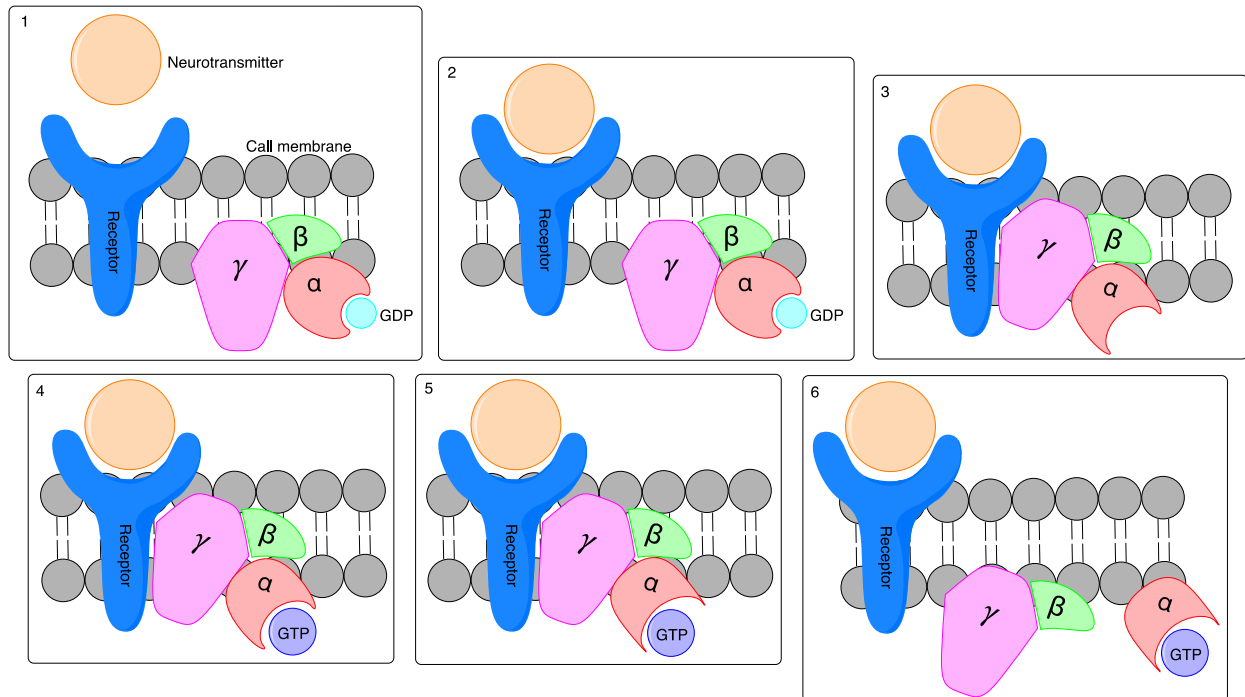 1
Neurotransmitter
Call membrane
Receptor
γ
β
α
GDP
2
Receptor
γ
β
α
GDP
3
Receptor
γ
β
α
4
Receptor
γ
β
α
GTP
5
Receptor
γ
β
α
GTP
6
Receptor
γ
β
α
GTP